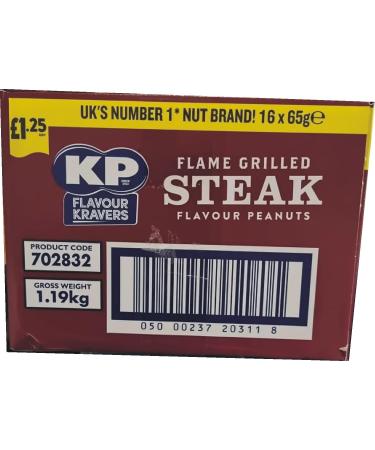 UK'S NUMBER 1* NUT BRAND! 16 x 65g℮
£1.25
KP
FLAVOUR
KRAVERS
FLAME GRILLED
STEAK
FLAVOUR PEANUTS
PRODUCT CODE
702832
GROSS WEIGHT
1.19kg
050 00237 20311 8